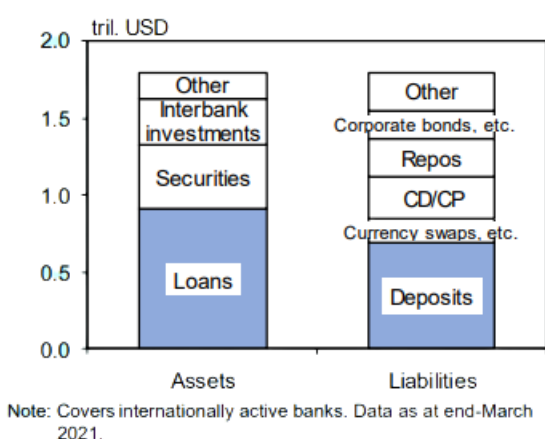 tril. USD
2.0
1.5
1.0
0.5
0.0
Other
Interbank
investments
Securities
Loans
Other
Corporate bonds, etc.
Repos
CD/CP
Currency swaps, etc.
Deposits
Assets
Liabilities
Note: Covers internationally active banks. Data as at end-March
2021.